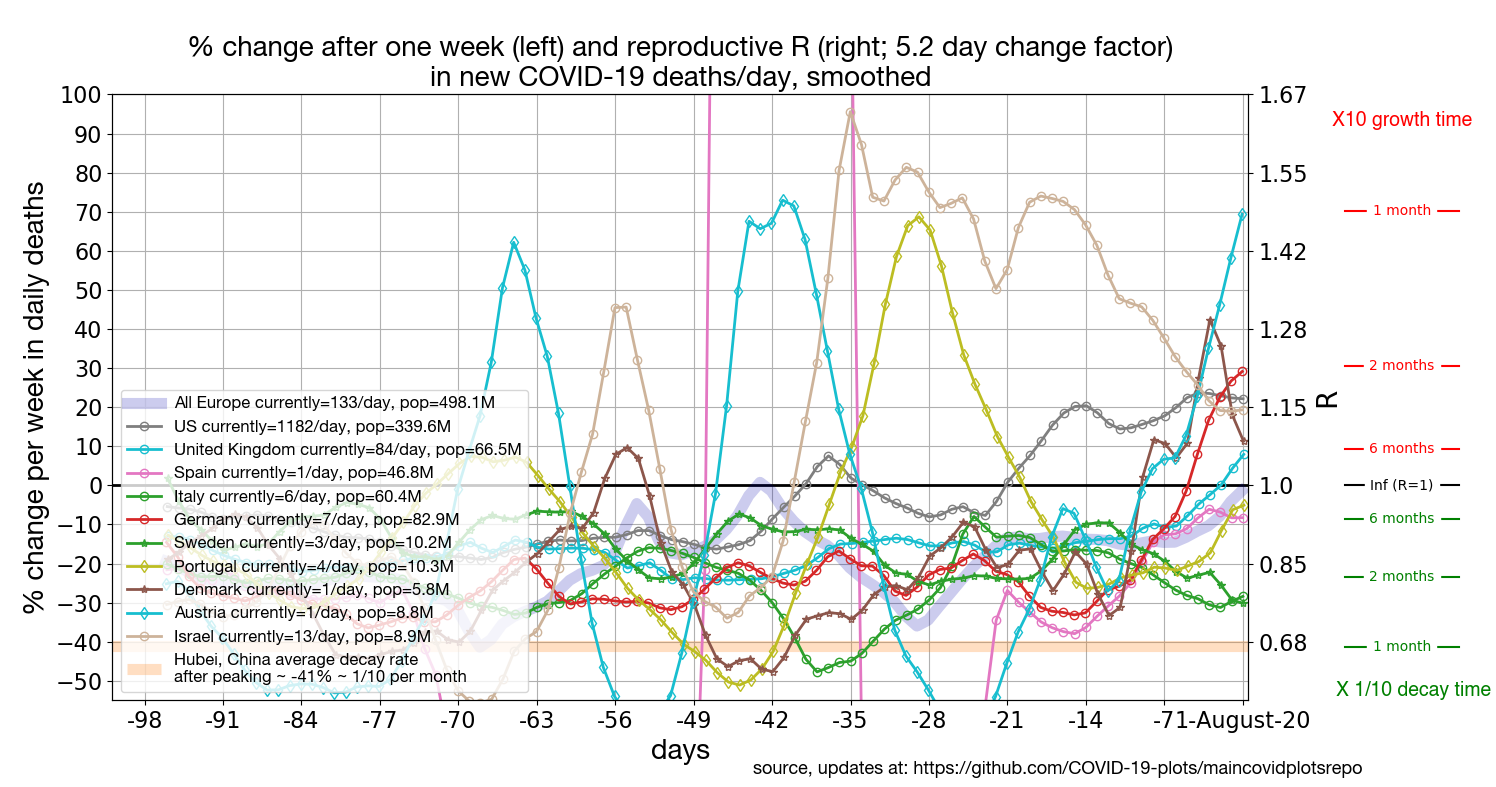 % change after one week (left) and reproductive R (right; 5.2 day change factor)
in new COVID-19 deaths/day, smoothed
% change per week in daily deaths
100
90
80
70
60
50
40
30
20
10
0
−10
−20
−30
−40
−50
All Europe currently=133/day, pop=498.1M
US currently=1182/day, pop=339.6M
United Kingdom currently=84/day, pop=66.5M
Spain currently=1/day, pop=46.8M
Italy currently=6/day, pop=60.4M
Germany currently=7/day, pop=82.9M
Sweden currently=3/day, pop=10.2M
Portugal currently=4/day, pop=10.3M
Denmark currently=1/day, pop=5.8M
Austria currently=1/day, pop=8.8M
Israel currently=13/day, pop=8.9M
Hubei, China average decay rate
after peaking ~ -41% ~ 1/10 per month
-98 -91 -84 -77 -70 -63 -56 -49 -42 -35 -28 -21 -14 -7 1-August-20
days
1.67
1.55
1.42
1.28
1.15
1.0
0.85
0.68
R
X10 growth time
1 month
2 months
6 months
Inf (R=1)
6 months
2 months
1 month
X 1/10 decay time
source, updates at: https://github.com/COVID-19-plots/maincovidplotsrepo